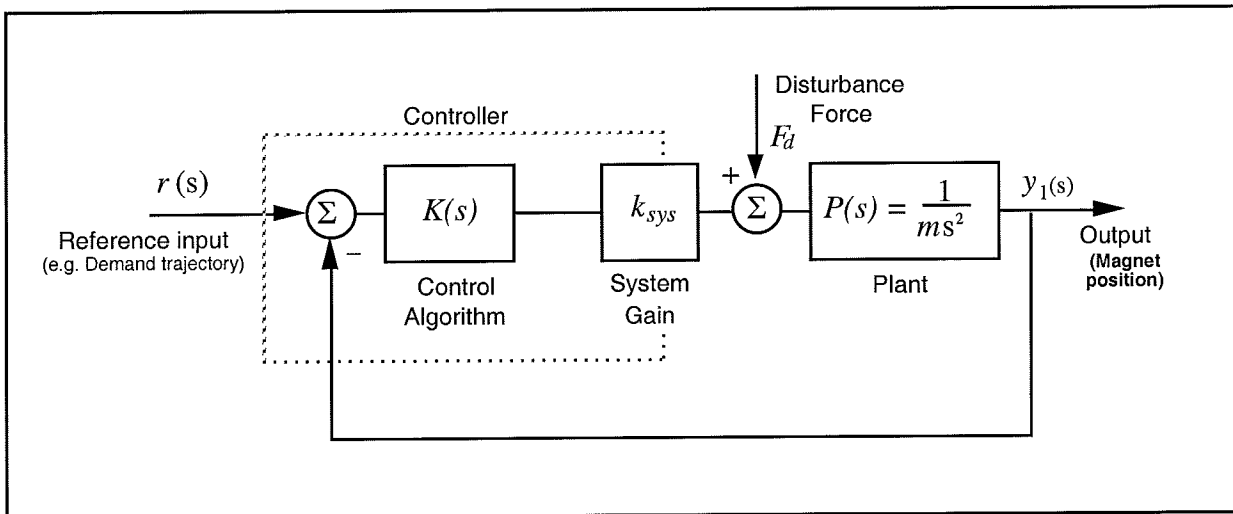 Disturbance
Force
Controller
F_d
r (s)
+
y_1(s)
Σ
K(s)
k_sys
Σ
P(s) = 1/ms²
Reference input
(e.g. Demand trajectory)
−
Output
(Magnet
position)
Control
Algorithm
System
Gain
Plant